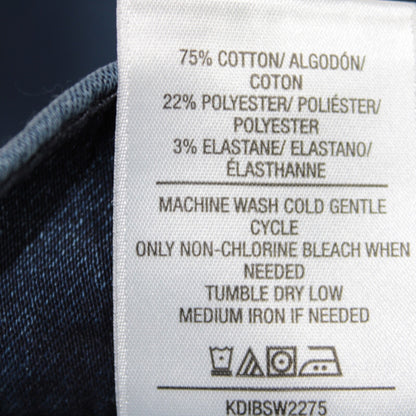 75% COTTON/ ALGODÓN/
COTON
22% POLYESTER/ POLIÉSTER/
POLYESTER
3% ELASTANE/ ELASTANO/
ÉLASTHANNE
MACHINE WASH COLD GENTLE
CYCLE
ONLY NON-CHLORINE BLEACH WHEN
NEEDED
TUMBLE DRY LOW
MEDIUM IRON IF NEEDED
KDIBSW2275